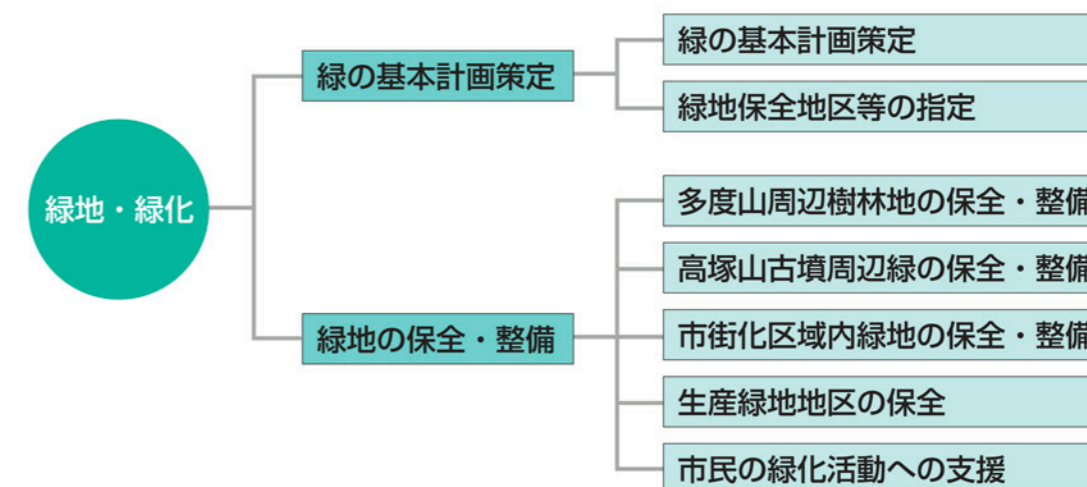 緑地・緑化
緑の基本計画策定
緑の基本計画策定
緑地保全地区等の指定
緑地の保全・整備
多度山周辺樹林地の保全・整備
高塚山古墳周辺緑の保全・整備
市街化区域内緑地の保全・整備
生産緑地地区の保全
市民の緑化活動への支援